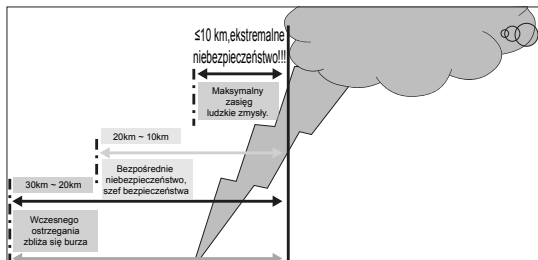 ≤10 km,ekstremalne
niebezpieczeństwo!!!
Maksymalny
zasięg
ludzkie zmysły.
20km ~ 10km
Bezpośrednie
niebezpieczeństwo,
szef bezpieczeństwa
30km ~ 20km
Wczesnego
ostrzegania
zbliża się burza